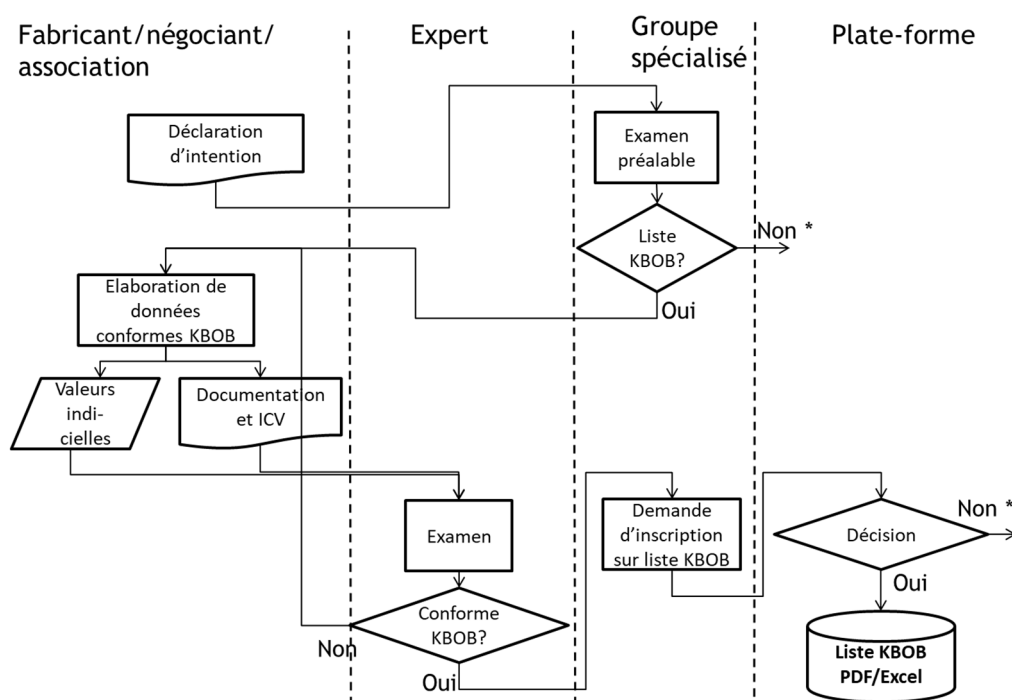 Fabricant/négociant/
association
Expert
Groupe
spécialisé
Plate-forme
Déclaration
d’intention
Examen
préalable
Liste
KBOB?
Non *
Oui
Elaboration de
données
conformes KBOB
Valeurs
indi-
cielles
Documentation
et ICV
Examen
Conforme
KBOB?
Non
Oui
Demande
d’inscription
sur liste KBOB
Décision
Non *
Oui
Liste KBOB
PDF/Excel